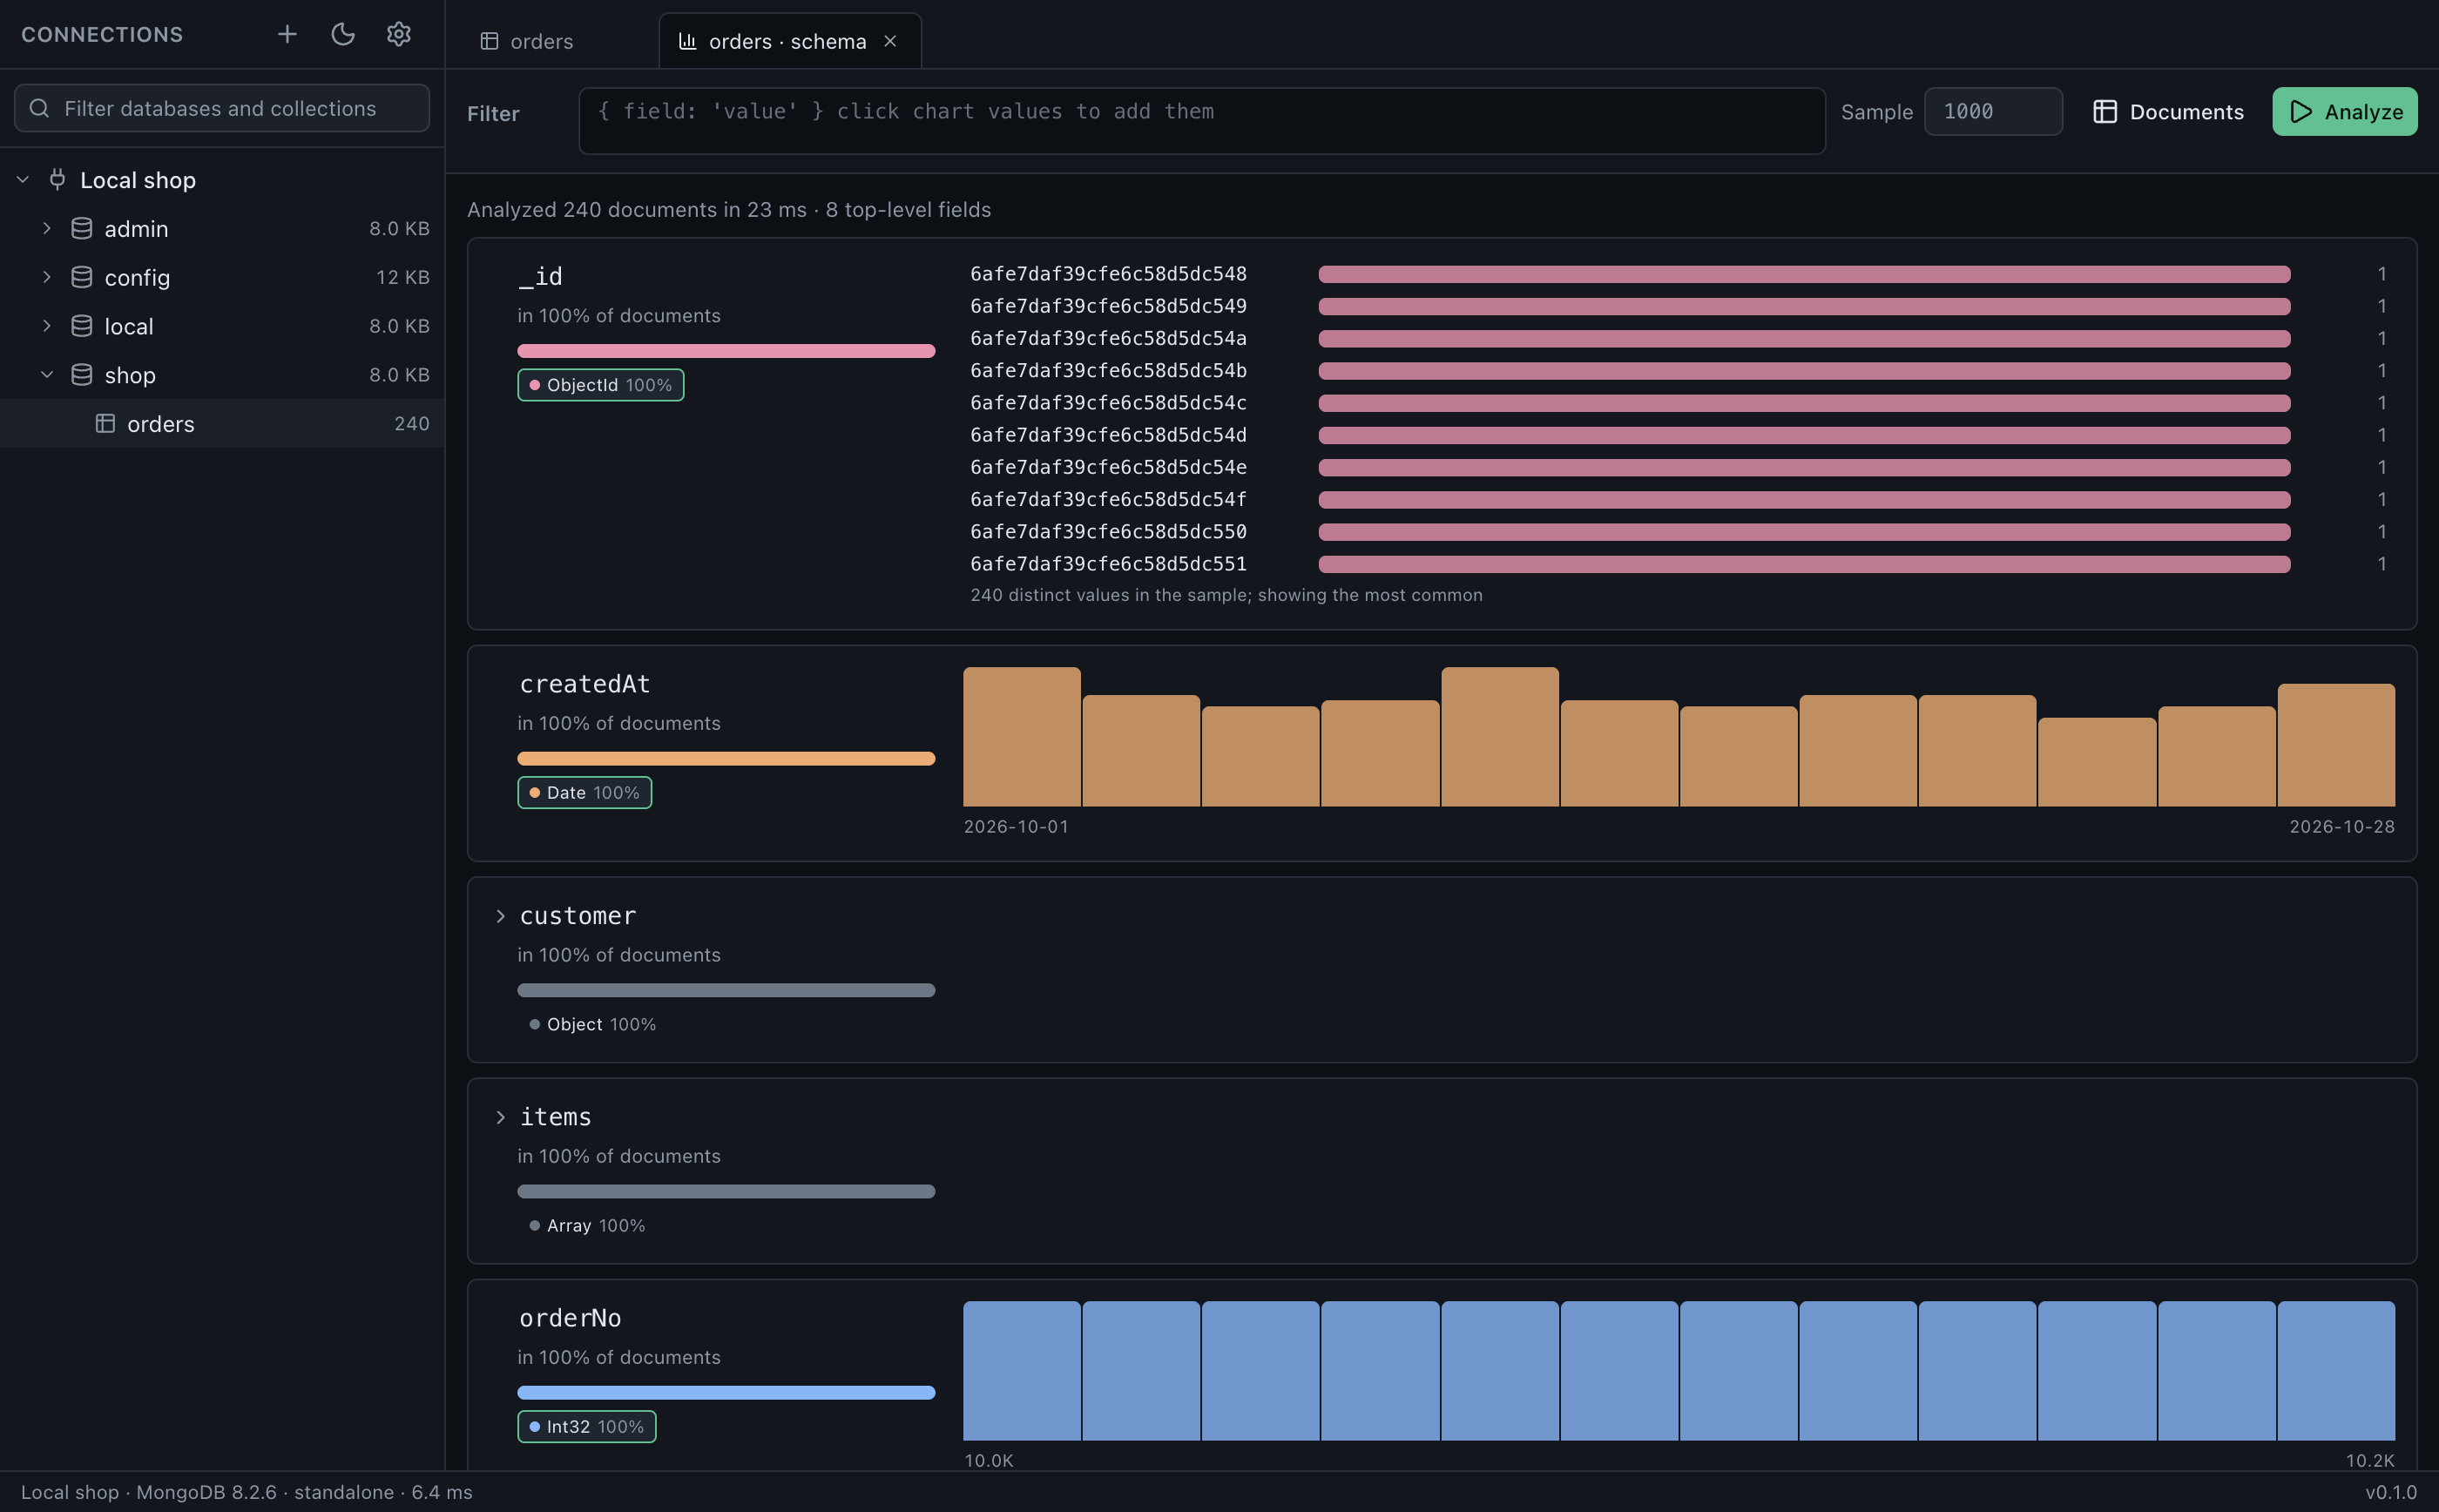 CONNECTIONS
Filter databases and collections
Local shop
admin 8.0 KB
config 12 KB
local 8.0 KB
shop 8.0 KB
orders 240
orders
orders · schema
Filter
{ field: 'value' } click chart values to add them
Sample 1000
Documents
Analyze
Analyzed 240 documents in 23 ms · 8 top-level fields
_id
in 100% of documents
ObjectId 100%
6afe7daf39cfe6c58d5dc548 1
6afe7daf39cfe6c58d5dc549 1
6afe7daf39cfe6c58d5dc54a 1
6afe7daf39cfe6c58d5dc54b 1
6afe7daf39cfe6c58d5dc54c 1
6afe7daf39cfe6c58d5dc54d 1
6afe7daf39cfe6c58d5dc54e 1
6afe7daf39cfe6c58d5dc54f 1
6afe7daf39cfe6c58d5dc550 1
6afe7daf39cfe6c58d5dc551 1
240 distinct values in the sample; showing the most common
createdAt
in 100% of documents
Date 100%
2026-10-01 2026-10-28
customer
in 100% of documents
Object 100%
items
in 100% of documents
Array 100%
orderNo
in 100% of documents
Int32 100%
10.0K 10.2K
Local shop · MongoDB 8.2.6 · standalone · 6.4 ms
v0.1.0